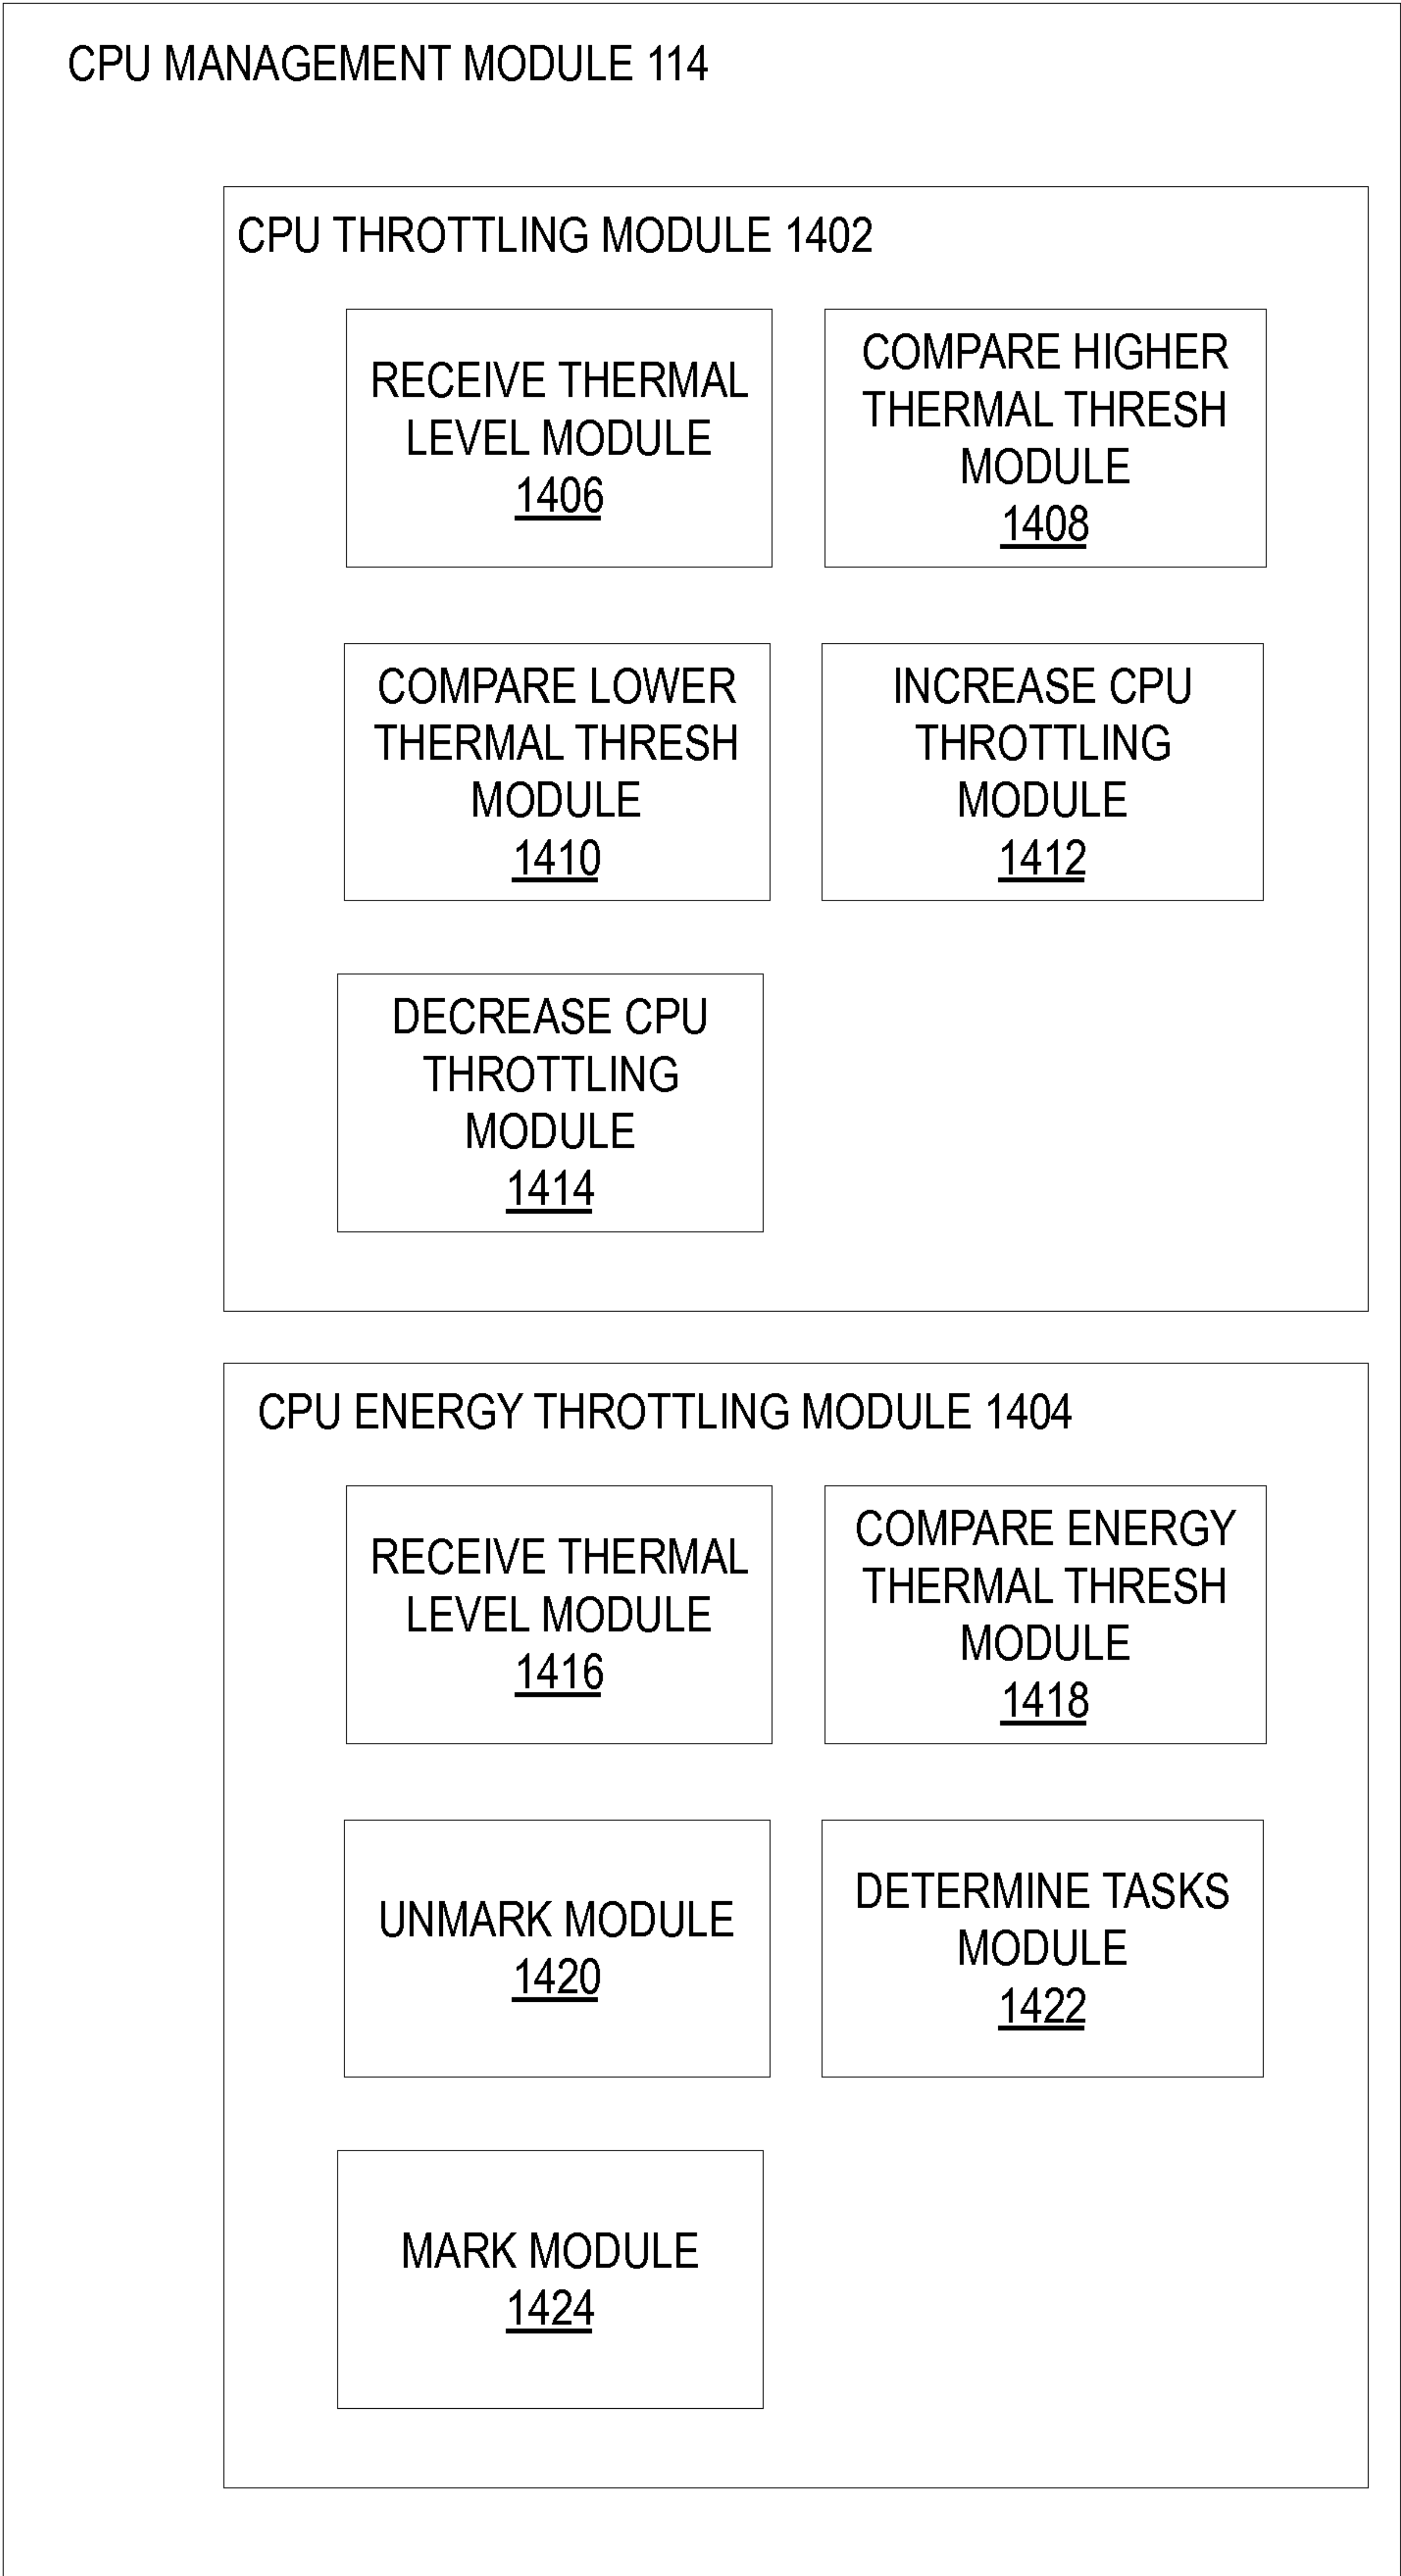 CPU MANAGEMENT MODULE 114
CPU THROTTLING MODULE 1402
RECEIVE THERMAL
LEVEL MODULE
1406
COMPARE HIGHER
THERMAL THRESH
MODULE
1408
COMPARE LOWER
THERMAL THRESH
MODULE
1410
INCREASE CPU
THROTTLING
MODULE
1412
DECREASE CPU
THROTTLING
MODULE
1414
CPU ENERGY THROTTLING MODULE 1404
RECEIVE THERMAL
LEVEL MODULE
1416
COMPARE ENERGY
THERMAL THRESH
MODULE
1418
UNMARK MODULE
1420
DETERMINE TASKS
MODULE
1422
MARK MODULE
1424